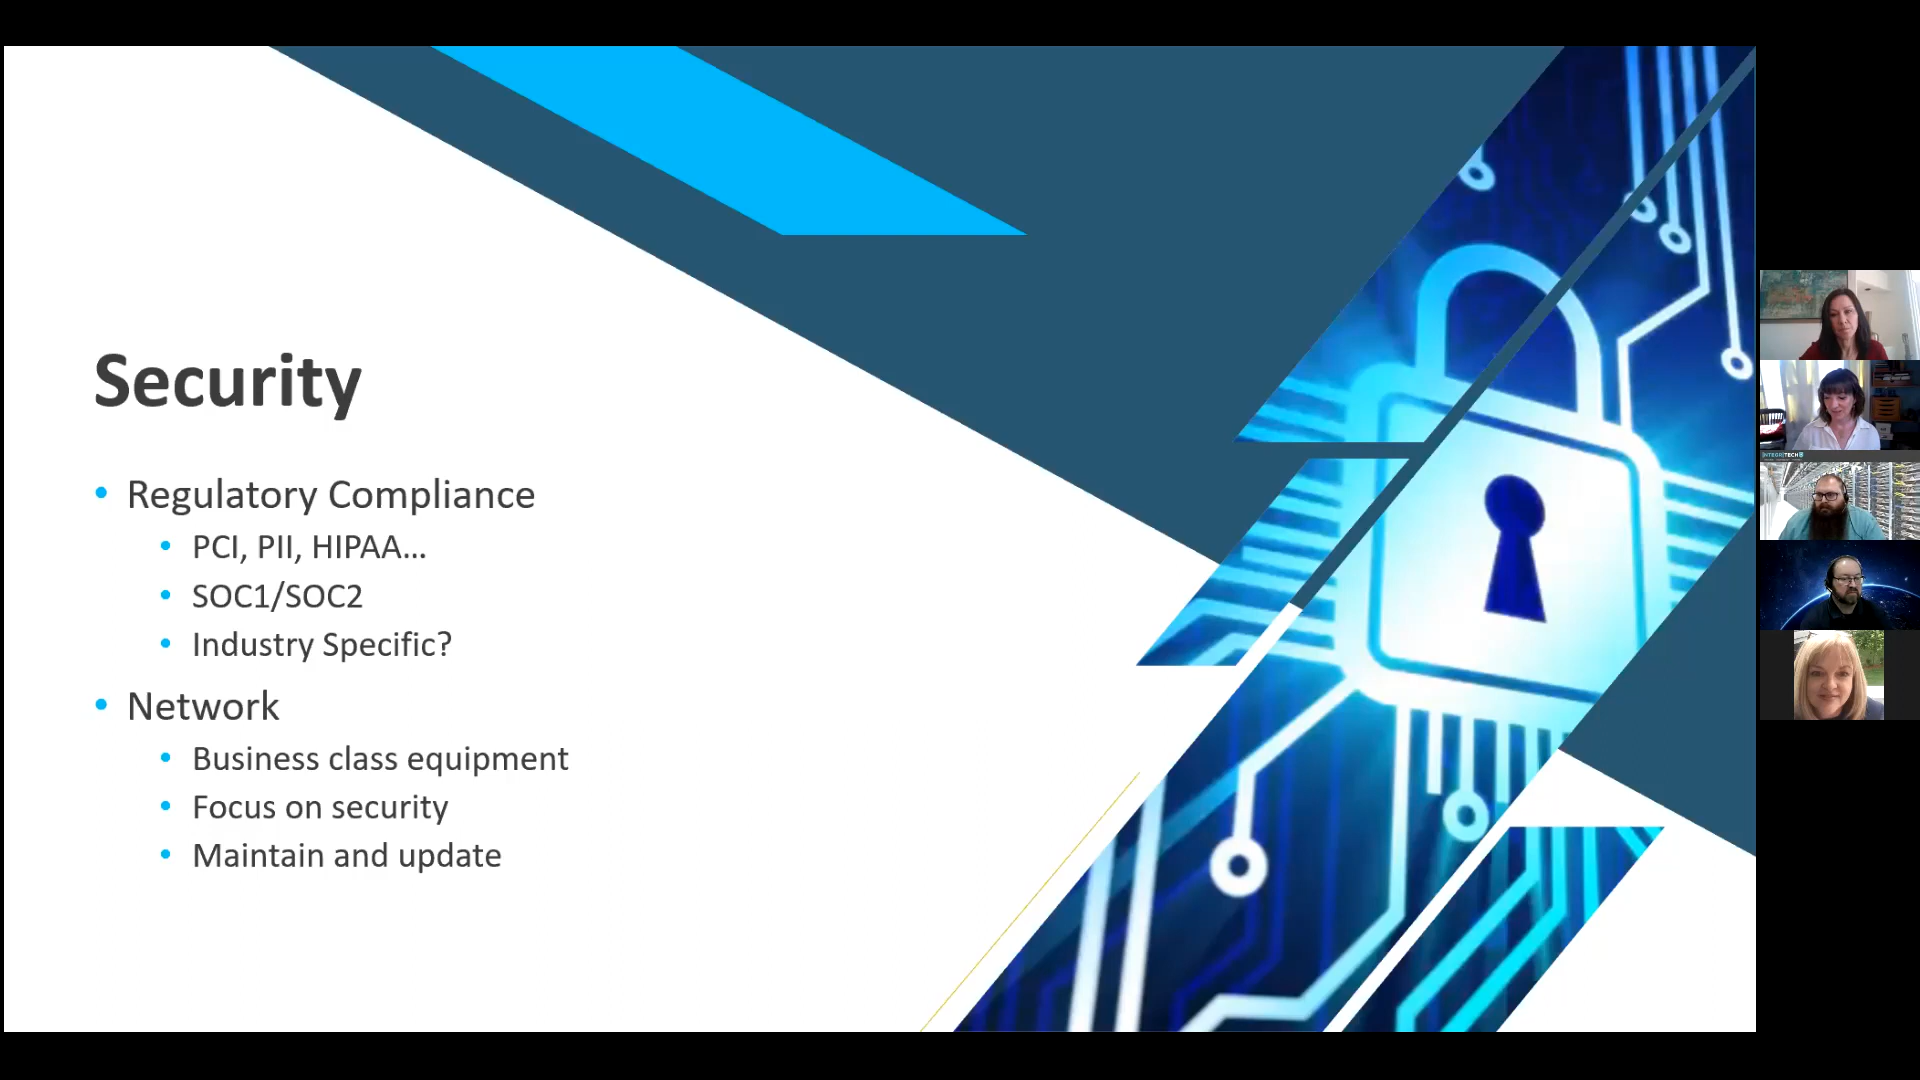 Security
• Regulatory Compliance
• PCI, PII, HIPAA...
• SOC1/SOC2
• Industry Specific?
• Network
• Business class equipment
• Focus on security
• Maintain and update
INTEGRITECH